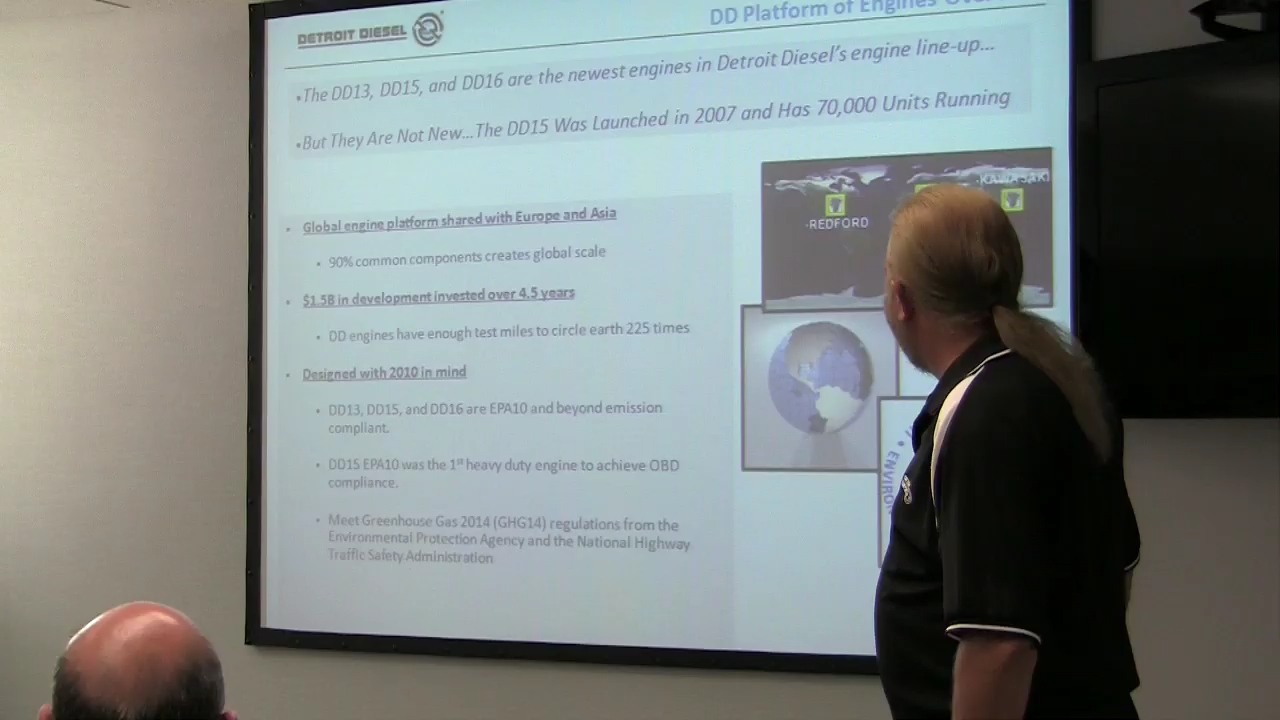 DETROIT DIESEL
DD Platform of Engines
•The DD13, DD15, and DD16 are the newest engines in Detroit Diesel's engine line-up...
•But They Are Not New...The DD15 Was Launched in 2007 and Has 70,000 Units Running
• Global engine platform shared with Europe and Asia
• 90% common components creates global scale
• $1.5B in development invested over 4.5 years
• DD engines have enough test miles to circle earth 225 times
• Designed with 2010 in mind
• DD13, DD15, and DD16 are EPA10 and beyond emission
compliant.
• DD15 EPA10 was the 1st heavy duty engine to achieve OBD
compliance.
• Meet Greenhouse Gas 2014 (GHG14) regulations from the
Environmental Protection Agency and the National Highway
Traffic Safety Administration
·KAWASAKI
·REDFORD